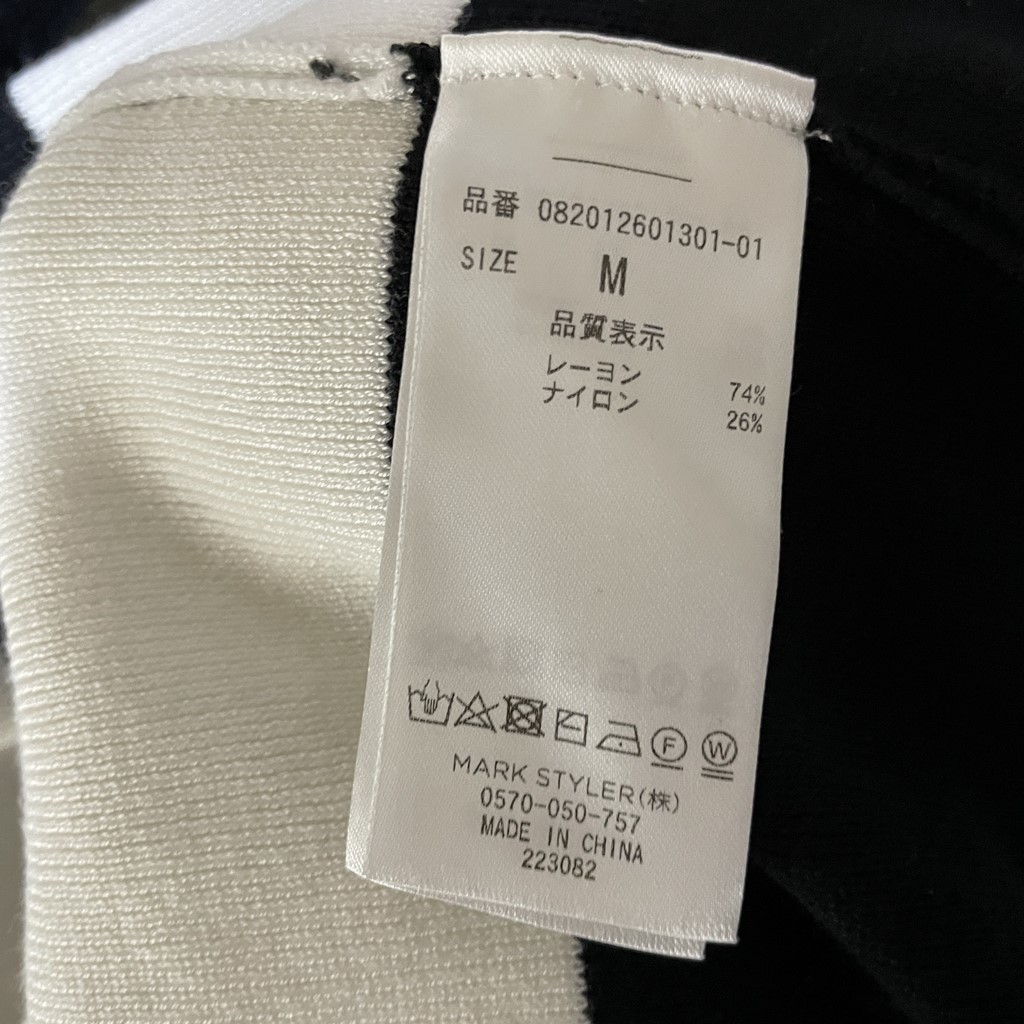 品番 082012601301-01
SIZE M
品質表示
レーヨン 74%
ナイロン 26%
F W
MARK STYLER(株)
0570-050-757
MADE IN CHINA
223082